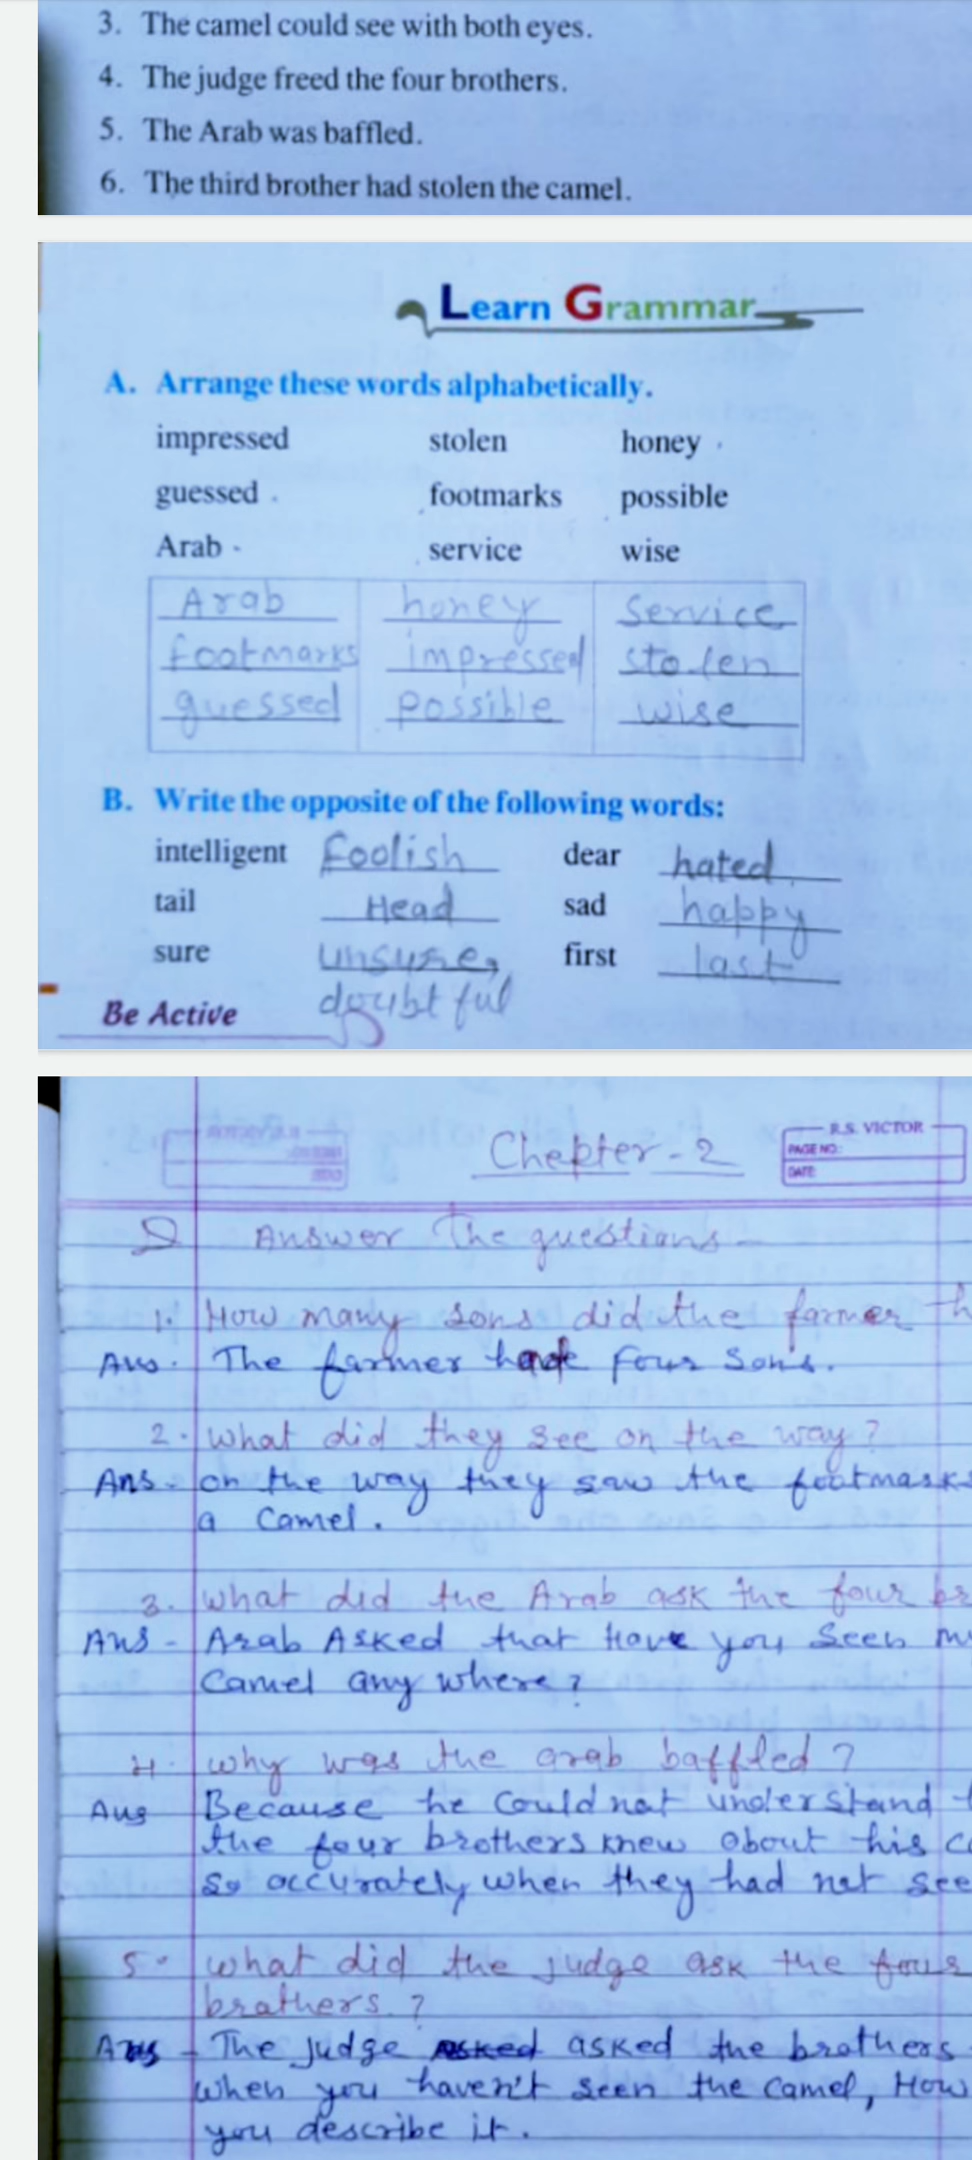 3. The camel could see with both eyes.
4. The judge freed the four brothers.
5. The Arab was baffled.
6. The third brother had stolen the camel.
Learn Grammar
A. Arrange these words alphabetically.
impressed stolen honey
guessed footmarks possible
Arab service wise
Arab honey Service
footmarks impressed stolen
guessed possible wise
B. Write the opposite of the following words:
intelligent foolish dear hated
tail Head sad happy
sure unsure, first last
doubtful
Be Active
Chepter - 2
R.S. VICTOR
PAGE NO.:
DATE:
Answer The questions -
1. How many sons did the farmer
Ans. The farmer had four sons.
2. What did they see on the way?
Ans - on the way they saw the footmarks
a camel.
3. what did the Arab ask the four
Ans - Arab Asked that Have you seen
Camel any where?
4. why was the arab baffled?
Ans Because he could not understand
the four brothers knew about his
so accurately when they had not
5. what did the judge ask the four
brothers.?
Ans - The judge asked asked the brothers
when you haven't seen the camel, How
you describe it.